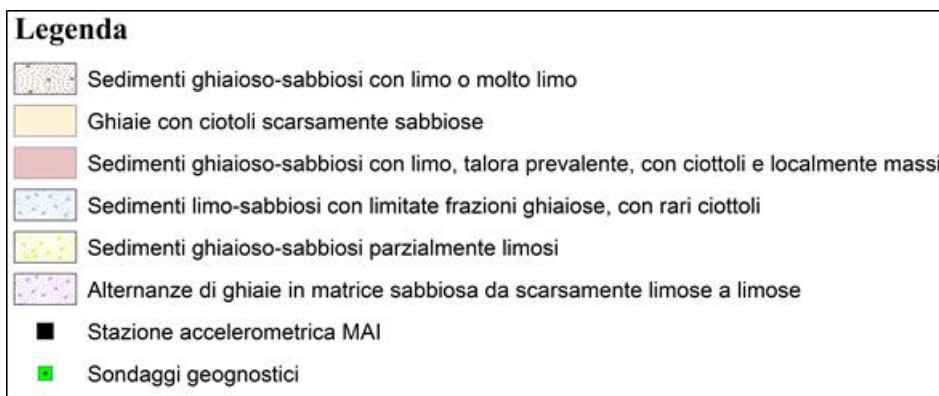 Legenda
Sedimenti ghiaioso-sabbiosi con limo o molto limo
Ghiaie con ciotoli scarsamente sabbiose
Sedimenti ghiaioso-sabbiosi con limo, talora prevalente, con ciottoli e localmente massi
Sedimenti limo-sabbiosi con limitate frazioni ghiaiose, con rari ciottoli
Sedimenti ghiaioso-sabbiosi parzialmente limosi
Alternanze di ghiaie in matrice sabbiosa da scarsamente limose a limose
Stazione accelerometrica MAI
Sondaggi geognostici